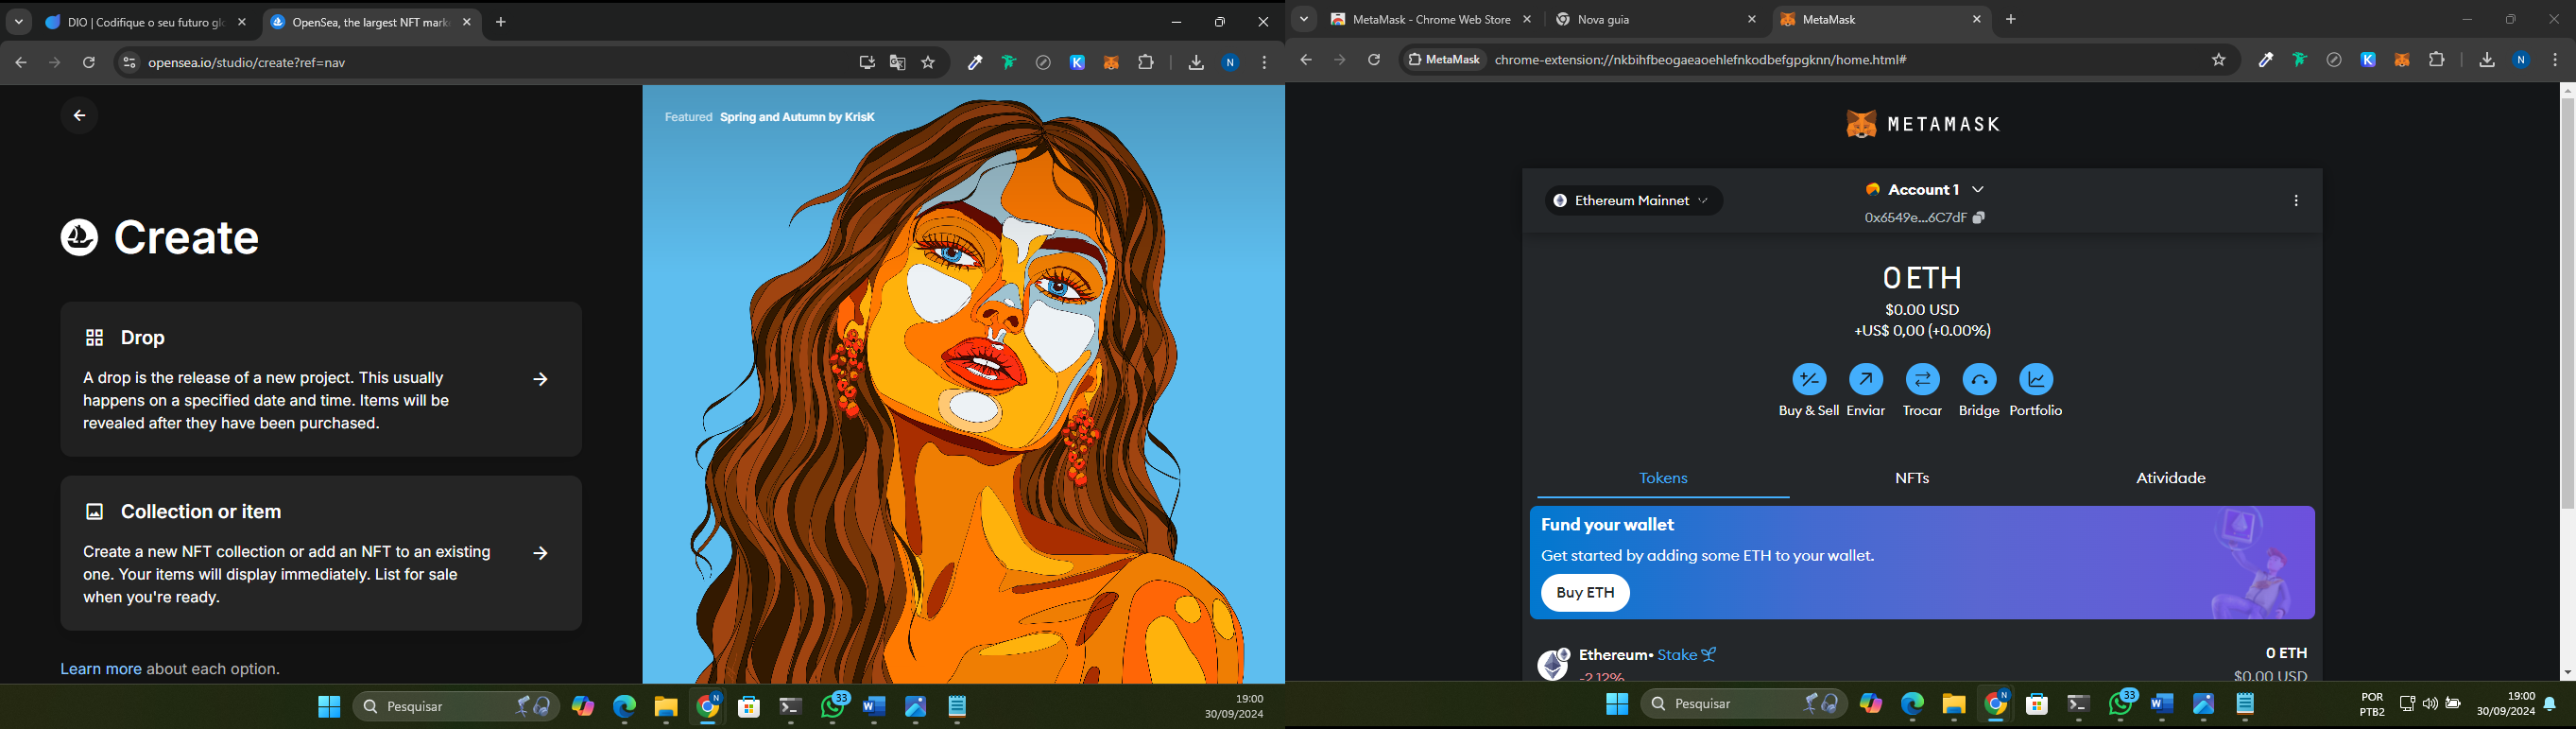 DIO | Codifique o seu futuro glo
OpenSea, the largest NFT mark
opensea.io/studio/create?ref=nav
K
N
Create
Drop
A drop is the release of a new project. This usually
happens on a specified date and time. Items will be
revealed after they have been purchased.
Collection or item
Create a new NFT collection or add an NFT to an existing
one. Your items will display immediately. List for sale
when you're ready.
Learn more about each option.
Featured Spring and Autumn by KrisK
N
Pesquisar
33
19:00
30/09/2024
MetaMask - Chrome Web Store
Nova guia
MetaMask
MetaMask
chrome-extension://nkbihfbeogaeaoehlefnkodbefgpgknn/home.html#
K
N
METAMASK
Ethereum Mainnet
Account 1
0x6549e...6C7dF
0 ETH
$0.00 USD
+US$ 0,00 (+0.00%)
Buy & Sell
Enviar
Trocar
Bridge
Portfolio
Tokens
NFTs
Atividade
Fund your wallet
Get started by adding some ETH to your wallet.
Buy ETH
Ethereum• Stake
0 ETH
-2.12%
$0.00 USD
N
Pesquisar
33
POR
PTB2
19:00
30/09/2024